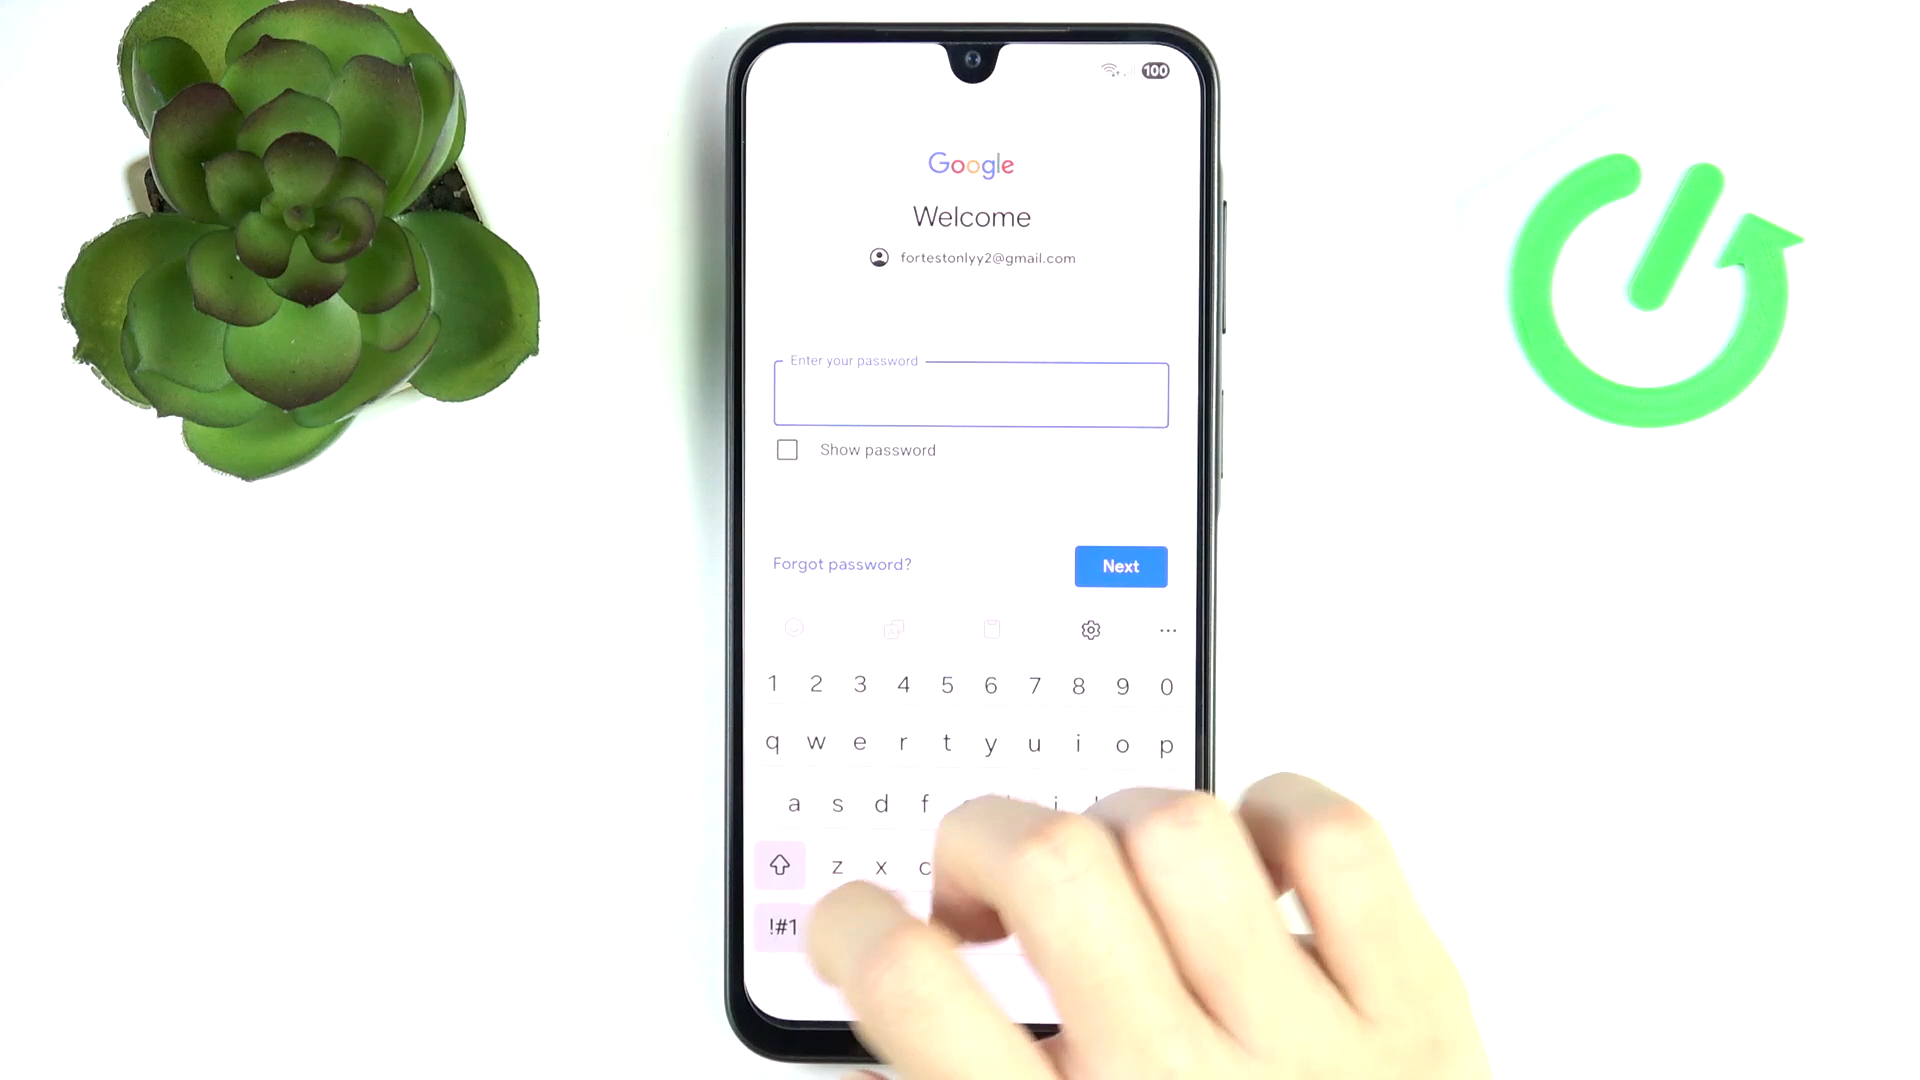 100
Google
Welcome
fortestonlyy2@gmail.com
Enter your password
Show password
Forgot password?
Next
1 2 3 4 5 6 7 8 9 0
q w e r t y u i o p
a s d f
z x c
!#1